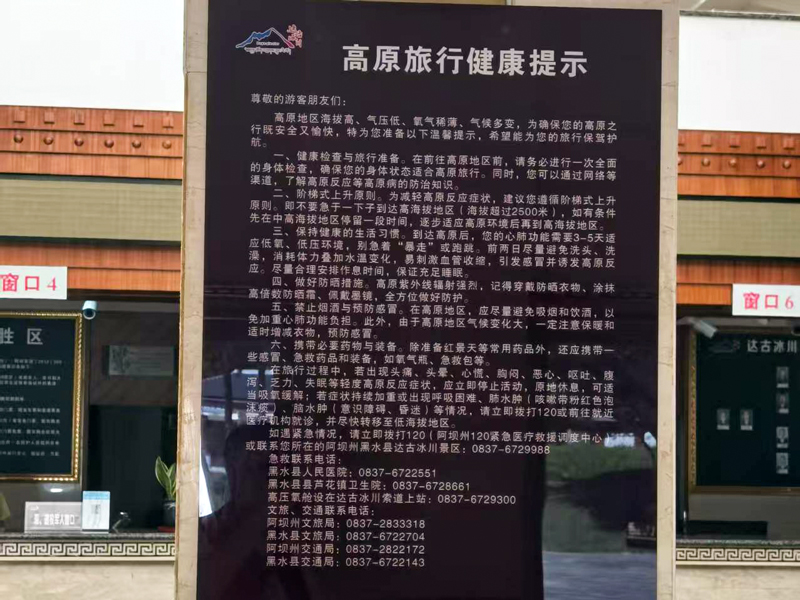 高原旅行健康提示
尊敬的游客朋友们：
高原地区海拔高、气压低、氧气稀薄、气候多变，为确保您的高原之
行既安全又愉快，特为您准备以下温馨提示，希望能为您的旅行保驾护
航。
一、健康检查与旅行准备。在前往高原地区前，请务必进行一次全面
的身体检查，确保您的身体状态适合高原旅行。同时，您可以通过网络等
渠道，了解高原反应等高原病的防治知识。
二、阶梯式上升原则。为减轻高原反应症状，建议您遵循阶梯式上升
原则。即不要急于一下子到达高海拔地区（海拔超过2500米），如有条件
先在中高海拔地区停留一段时间，逐步适应高原环境后再到高海拔地区。
三、保持健康的生活习惯。到达高原后，您的心肺功能需要3-5天适
应低氧、低压环境，别急着“暴走”或跑跳。前两日尽量避免洗头、洗
澡，消耗体力叠加水温变化，易刺激血管收缩，引发感冒并诱发高原反
应。尽量合理安排作息时间，保证充足睡眠。
四、做好防晒措施。高原紫外线辐射强烈，记得穿戴防晒衣物、涂抹
高倍数防晒霜、佩戴墨镜，全方位做好防护。
五、禁止烟酒与预防感冒。在高原地区，应尽量避免吸烟和饮酒，以
免加重心肺功能负担。此外，由于高原地区气候变化大，一定注意保暖和
适时增减衣物，预防感冒。
六、携带必要药物与装备。除准备红景天等常用药品外，还应携带一
些感冒、急救药品和装备，如氧气瓶、急救包等。
在旅行过程中，若出现头痛、头晕、心慌、胸闷、恶心、呕吐、腹
泻、乏力、失眠等轻度高原反应症状，应立即停止活动，原地休息，可适
当吸氧缓解；若症状持续加重或出现呼吸困难、肺水肿（咳嗽带粉红色泡
沫痰）、脑水肿（意识障碍、昏迷）等情况，请立即拨打120或前往就近
医疗机构就诊，并尽快转移至低海拔地区。
如遇紧急情况，请立即拨打120（阿坝州120紧急医疗救援调度中心）
或联系您所在的阿坝州黑水县达古冰川景区：0837-6729988
急救联系电话：
黑水县人民医院：0837-6722551
黑水县县芦花镇卫生院：0837-6728661
高压氧舱设在达古冰川索道上站：0837-6729300
文旅、交通联系电话：
阿坝州文旅局：0837-2833318
黑水县文旅局：0837-6722704
阿坝州交通局：0837-2822172
黑水县交通局：0837-6722143
窗口4
胜区
窗口6
达古冰川